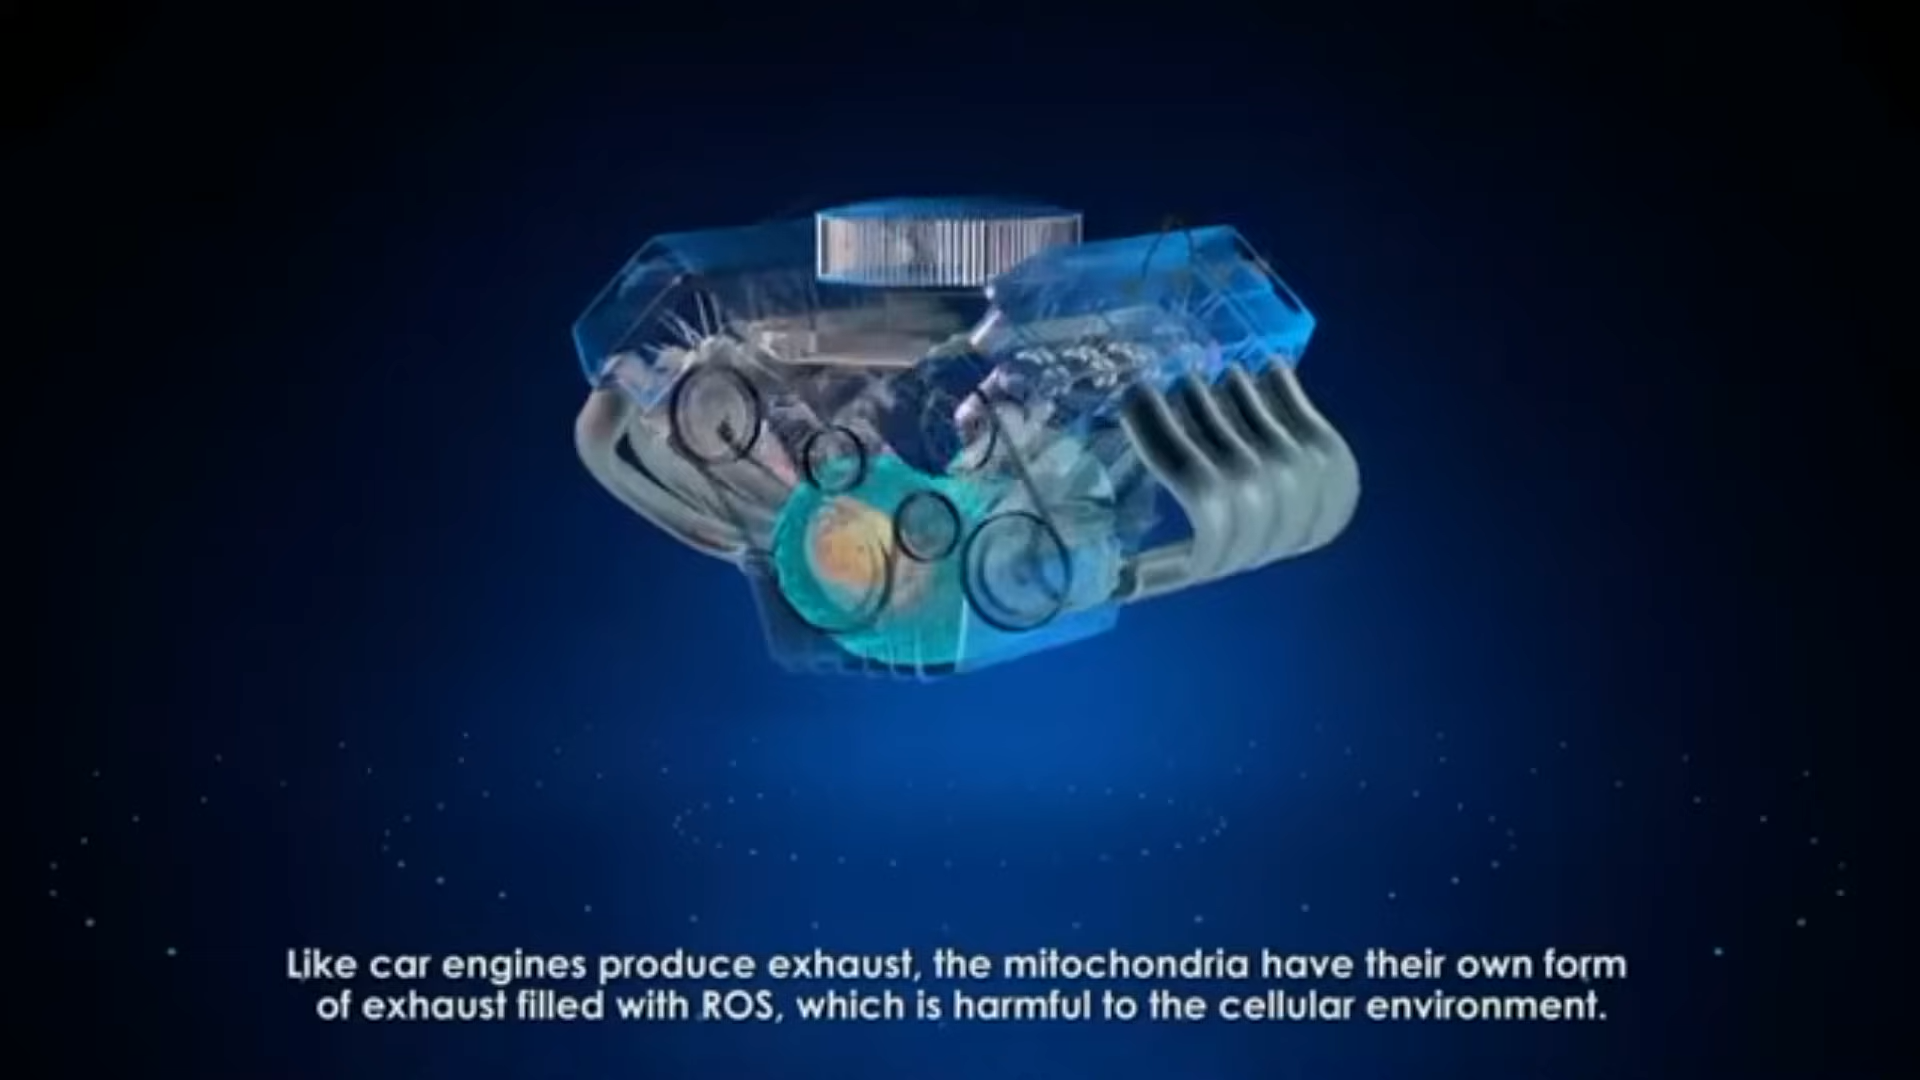 Like car engines produce exhaust, the mitochondria have their own form
of exhaust filled with ROS, which is harmful to the cellular environment.